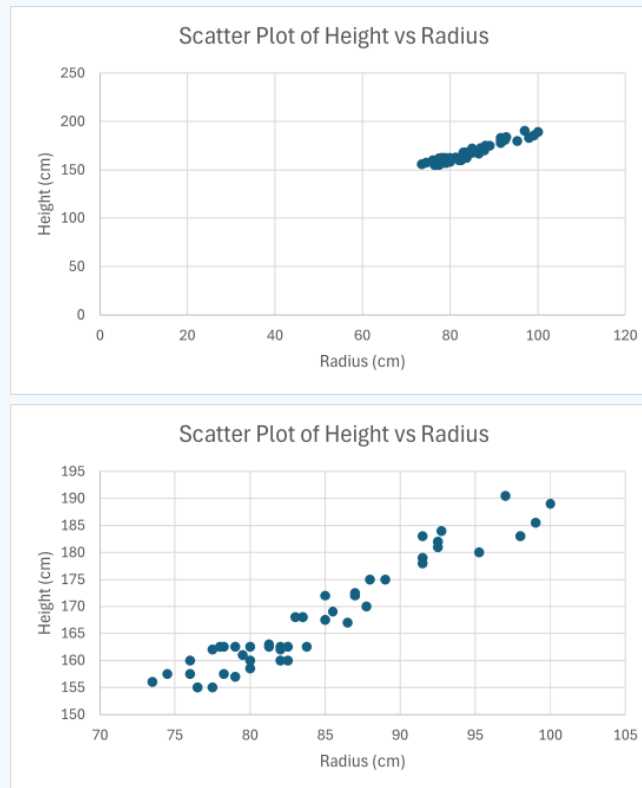 Scatter Plot of Height vs Radius
250
200
150
100
50
0
Height (cm)
0 20 40 60 80 100 120
Radius (cm)
Scatter Plot of Height vs Radius
195
190
185
180
175
170
165
160
155
150
Height (cm)
70 75 80 85 90 95 100 105
Radius (cm)